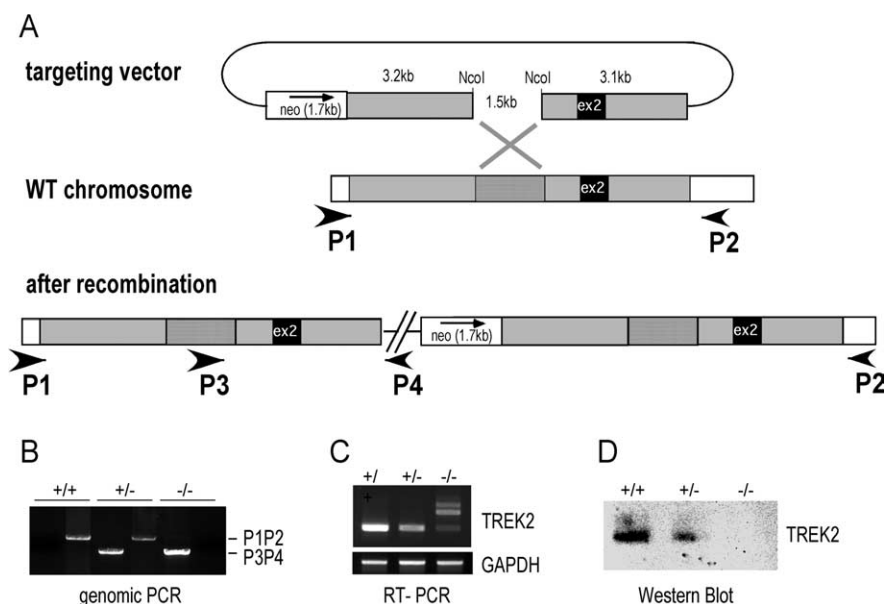 A
targeting vector
3.2kb NcoI NcoI 3.1kb
neo (1.7kb) 1.5kb ex2
WT chromosome
ex2
P1 P2
after recombination
ex2 neo (1.7kb) ex2
P1 P3 P4 P2
B
+/+ +/- -/-
P1P2
P3P4
genomic PCR
C
+/ +/- -/-
+
TREK2
GAPDH
RT- PCR
D
+/+ +/- -/-
TREK2
Western Blot